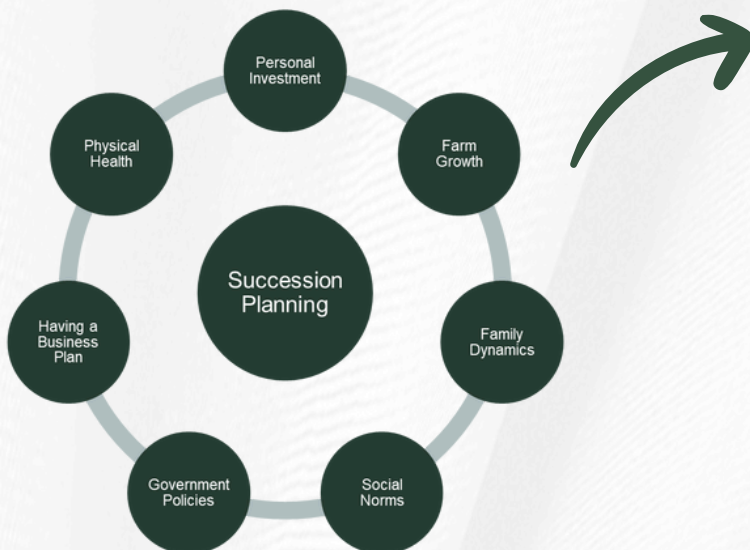 Personal
Investment
Farm
Growth
Family
Dynamics
Social
Norms
Government
Policies
Having a
Business
Plan
Physical
Health
Succession
Planning